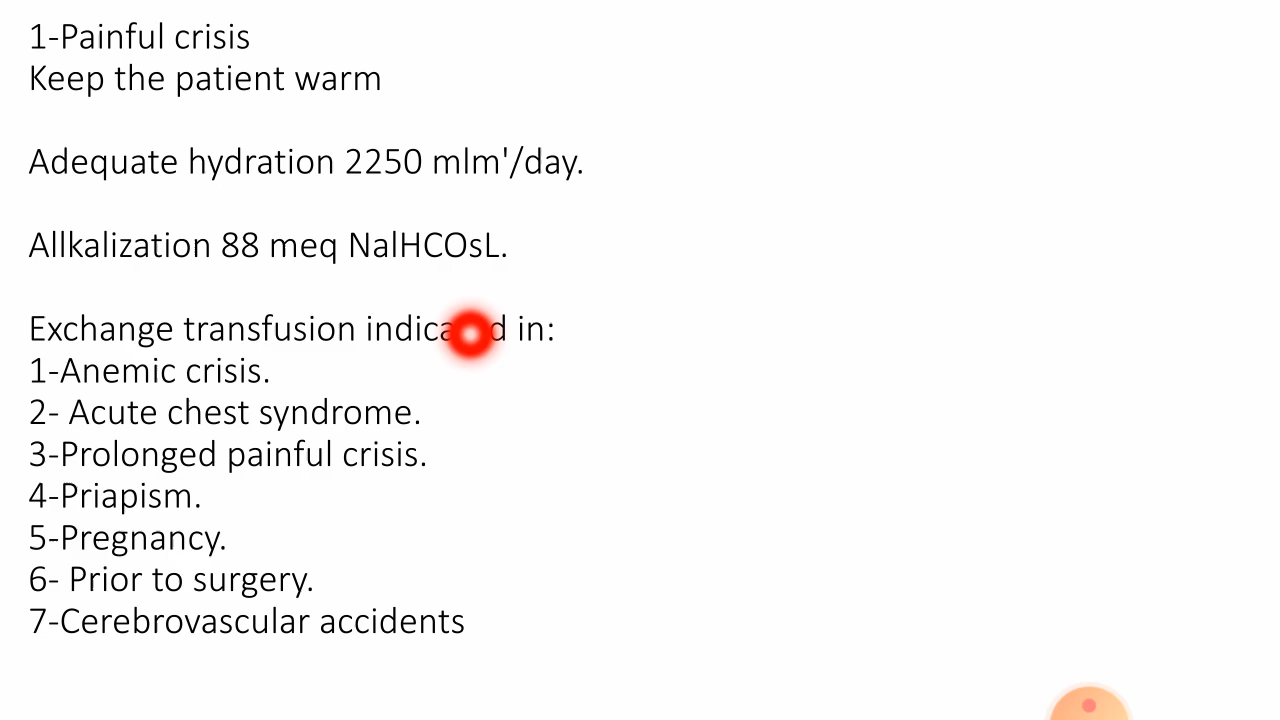 1-Painful crisis
Keep the patient warm
Adequate hydration 2250 mlm'/day.
Allkalization 88 meq NalHCOsL.
Exchange transfusion indicated in:
1-Anemic crisis.
2- Acute chest syndrome.
3-Prolonged painful crisis.
4-Priapism.
5-Pregnancy.
6- Prior to surgery.
7-Cerebrovascular accidents